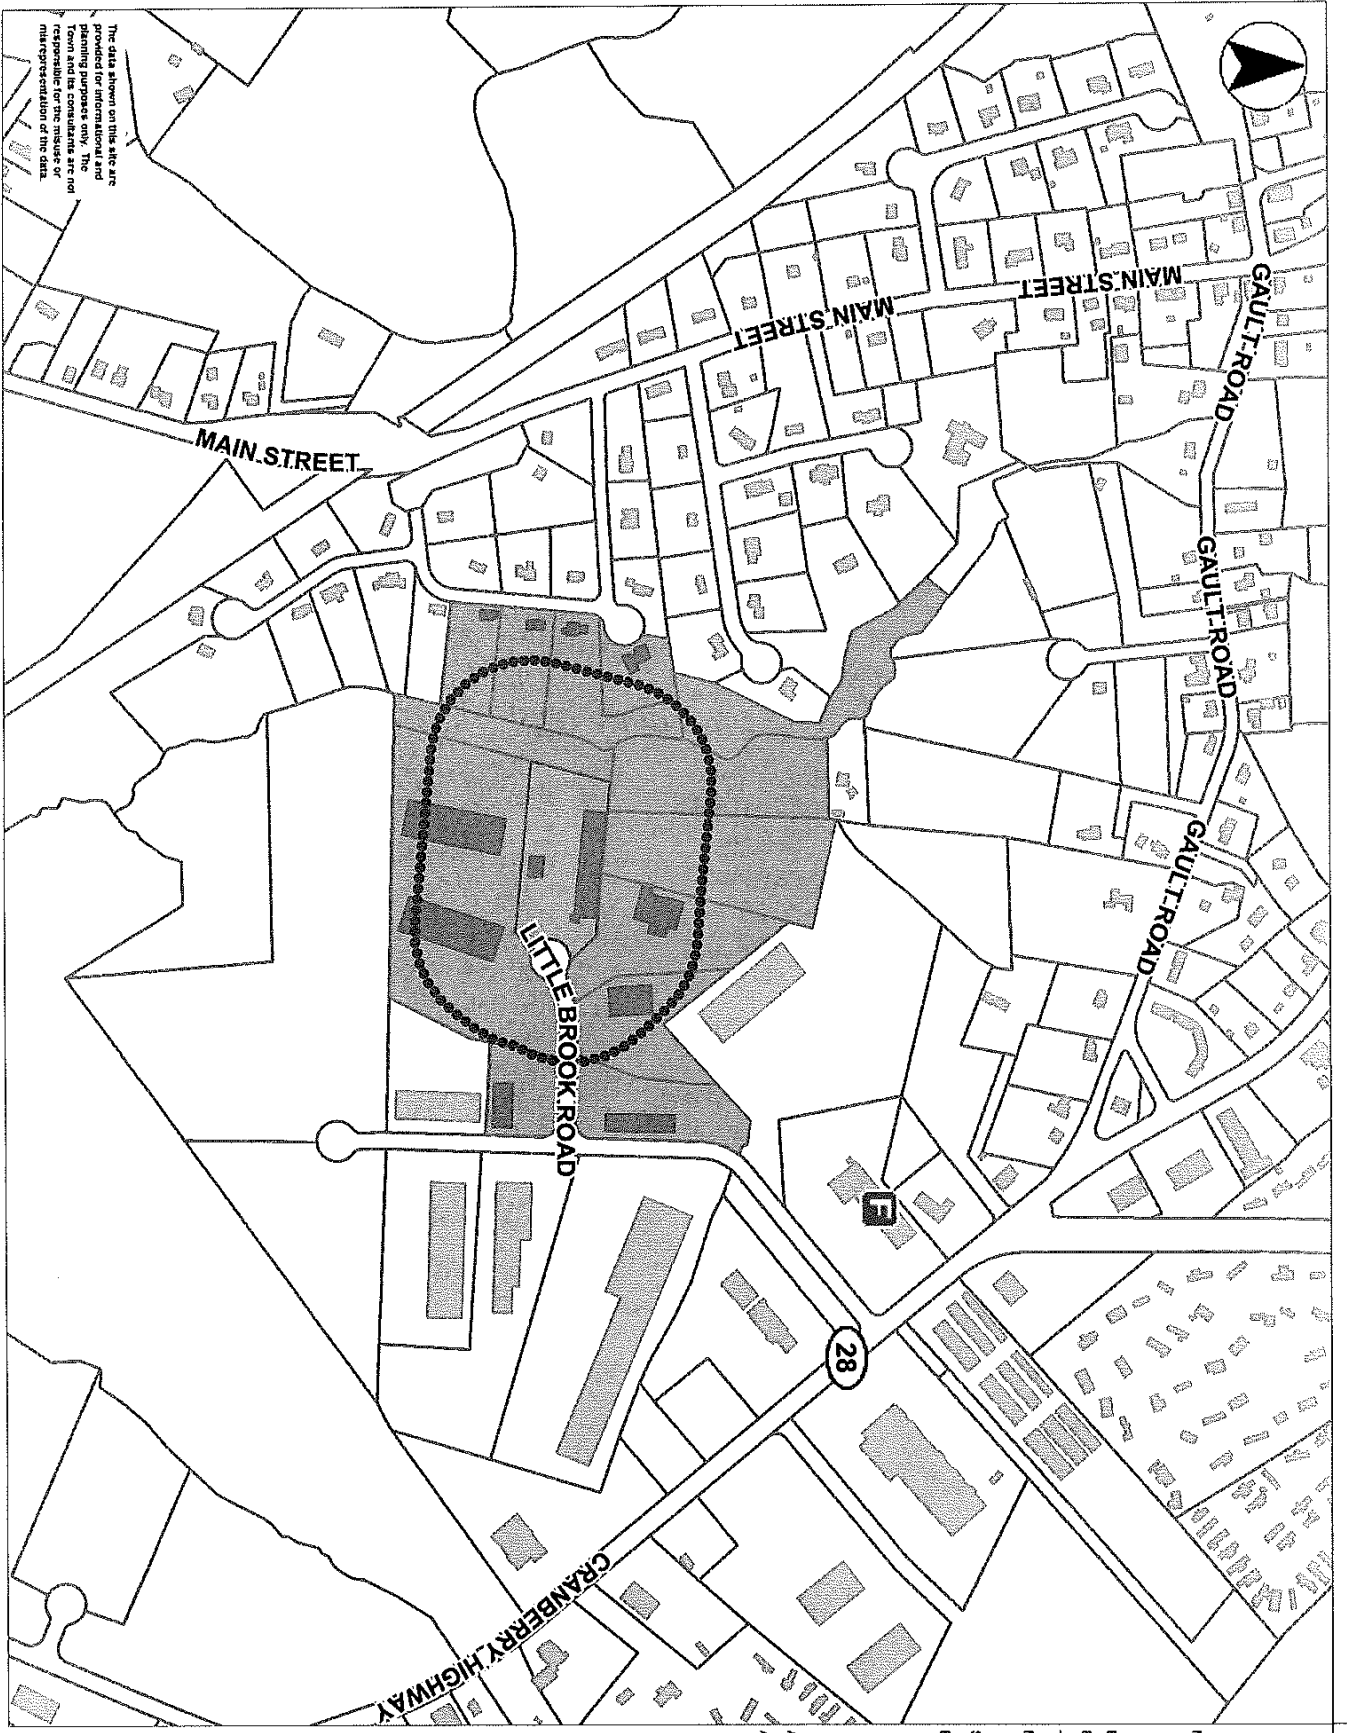 The data shown on this site are
provided for informational and
planning purposes only. The
Town and its consultants are not
responsible for the misuse or
misrepresentation of the data.
GAULT ROAD
MAIN STREET
MAIN STREET
MAIN STREET
GAULT ROAD
GAULT ROAD
LITTLE BROOK ROAD
F
28
CRANBERRY HIGHWAY